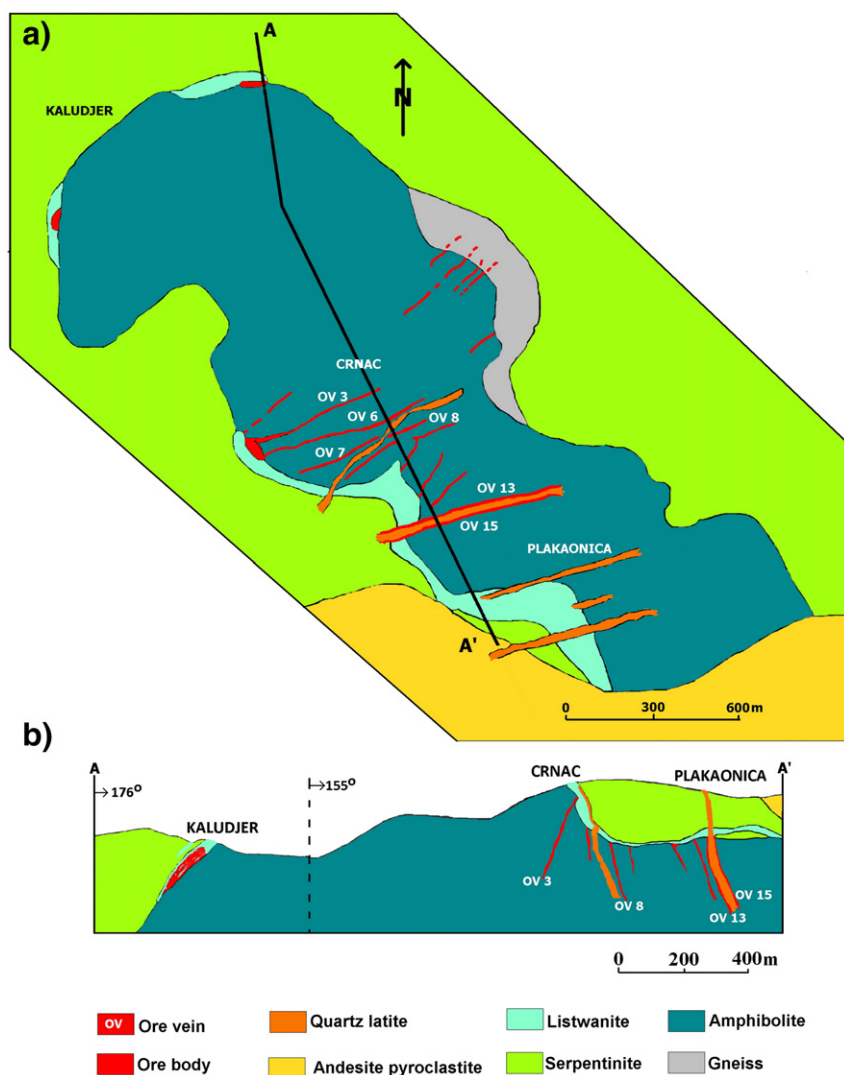 a)
A
N
KALUDJER
CRNAC
OV 3
OV 6
OV 8
OV 7
OV 13
OV 15
PLAKAONICA
A'
0 300 600m
b)
A
→176°
→155°
KALUDJER
CRNAC
PLAKAONICA
A'
OV 3
OV 8
OV 15
OV 13
0 200 400m
OV Ore vein
Quartz latite
Listwanite
Amphibolite
Ore body
Andesite pyroclastite
Serpentinite
Gneiss